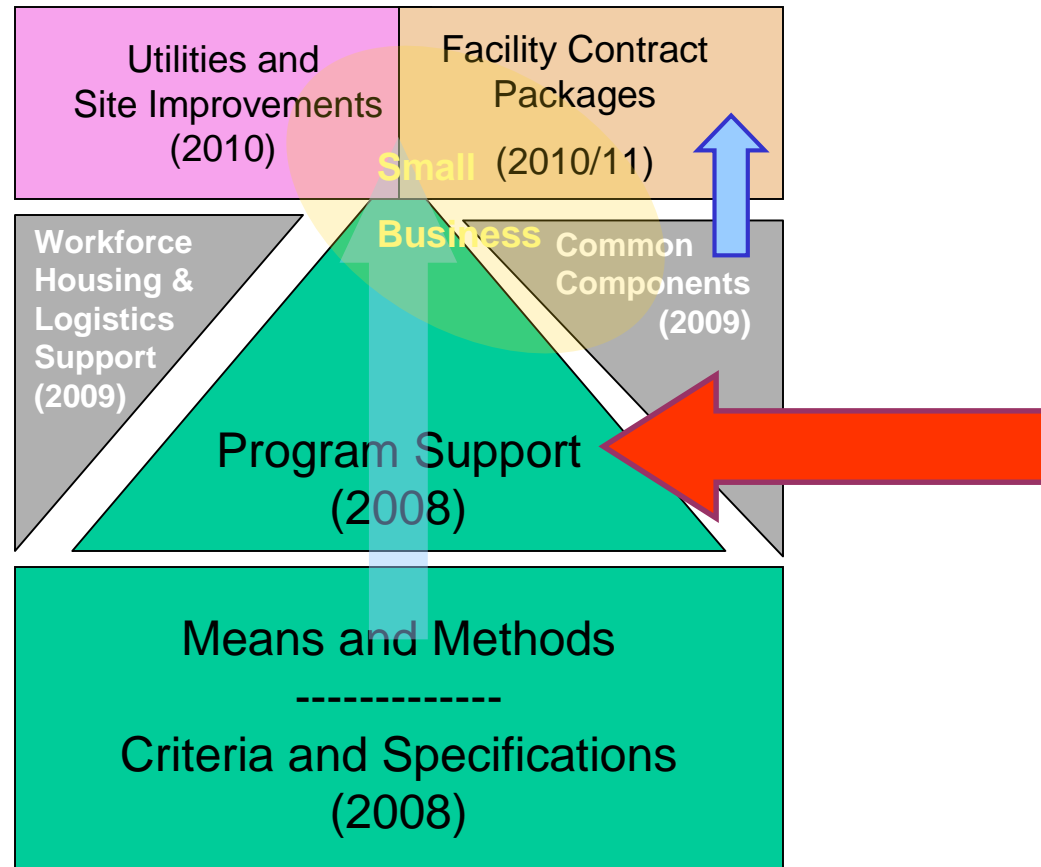 Utilities and
Site Improvements
(2010)
Facility Contract
Packages
(2010/11)
Small
Business
Workforce
Housing &
Logistics
Support
(2009)
Common
Components
(2009)
Program Support
(2008)
Means and Methods
-------------
Criteria and Specifications
(2008)